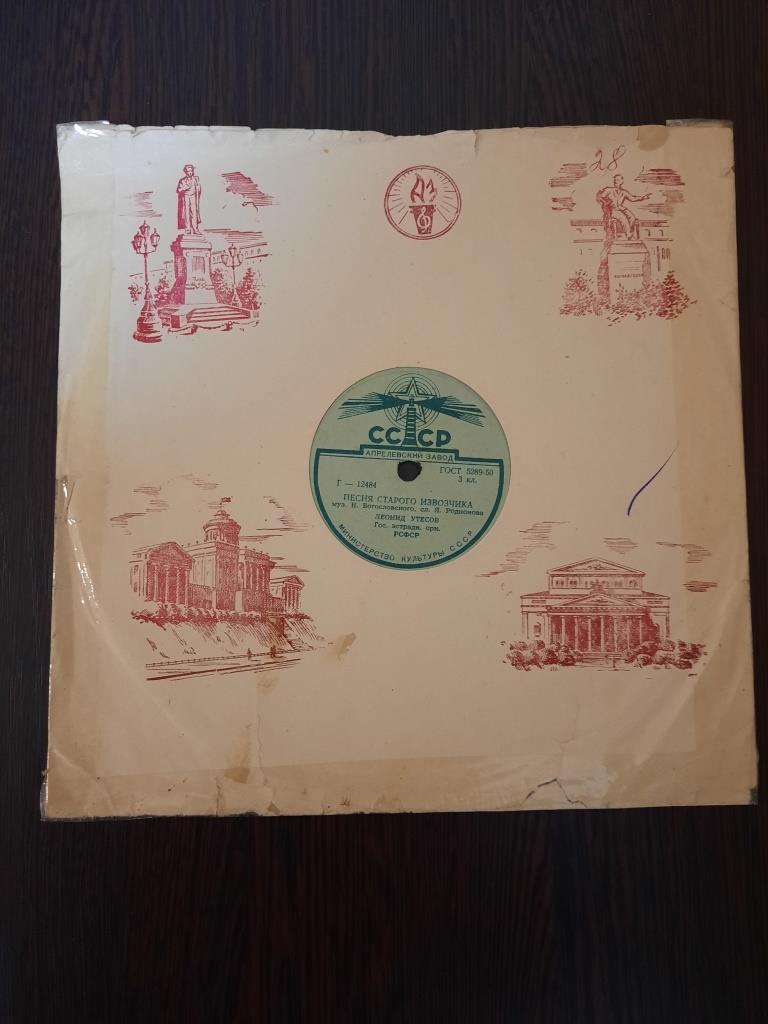 28
АЗ
СССР
АПРЕЛЕВСКИЙ ЗАВОД
ГОСТ 5289-50
3 кл.
Г — 12484
ПЕСНЯ СТАРОГО ИЗВОЗЧИКА
муз. Н. Богословского, сл. Я. Родионова
ЛЕОНИД УТЕСОВ
Гос. эстрадн. орк.
РСФСР
МИНИСТЕРСТВО КУЛЬТУРЫ СССР